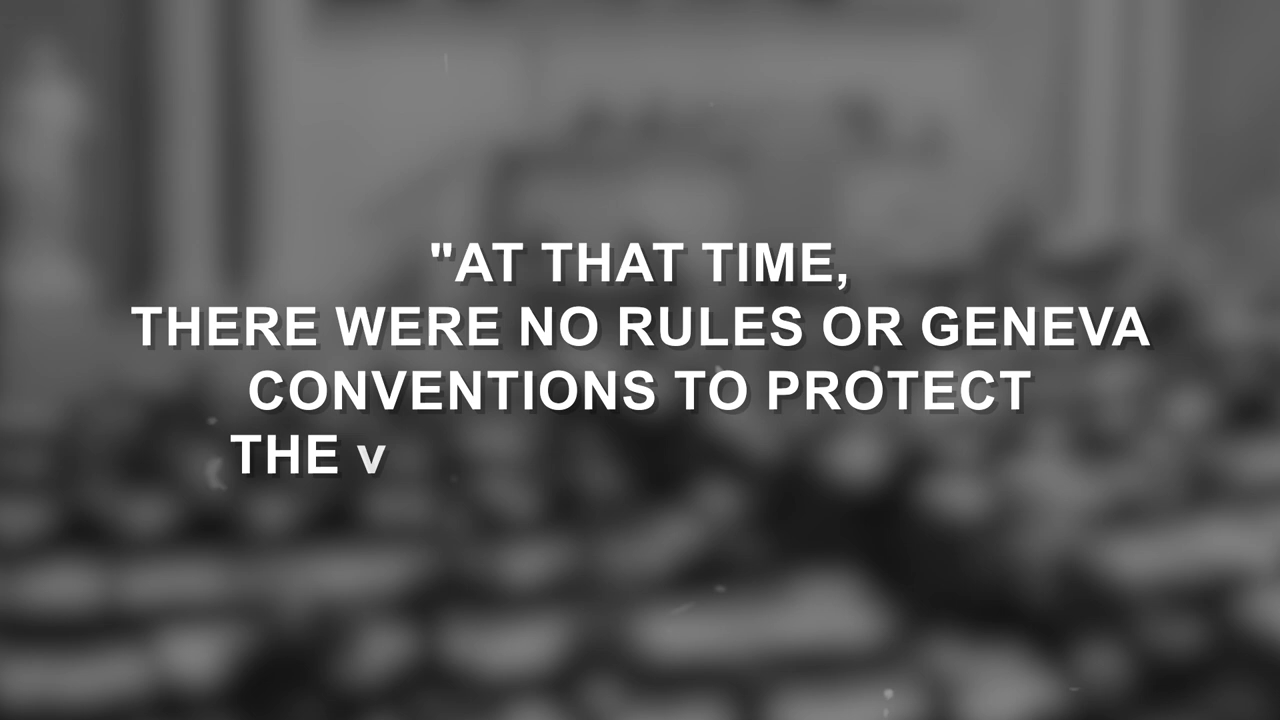 "AT THAT TIME,
THERE WERE NO RULES OR GENEVA
CONVENTIONS TO PROTECT
THE V